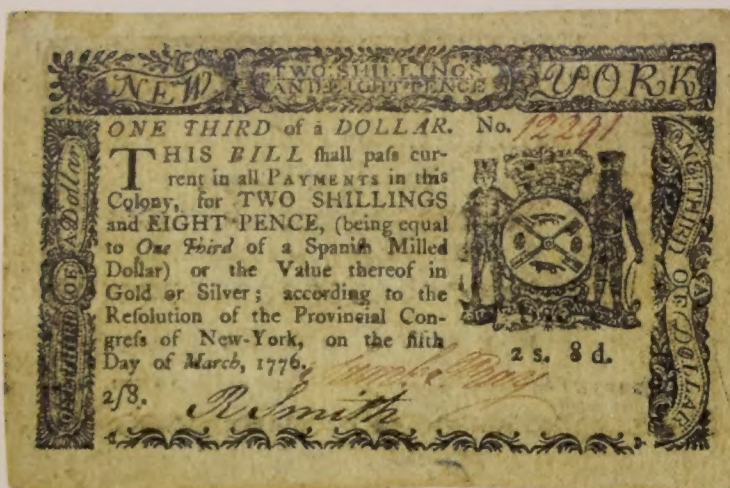 NEW TWO SHILLINGS AND EIGHT PENCE YORK
ONE THIRD OF A Dollar
ONE THIRD of a DOLLAR. No. 12291
THIS BILL ſhall paſs cur-
rent in all PAYMENTS in this
Colony, for TWO SHILLINGS
and EIGHT PENCE, (being equal
to One Third of a Spaniſh Milled
Dollar) or the Value thereof in
Gold or Silver; according to the
Reſolution of the Provincial Con-
greſs of New-York, on the fifth
Day of March, 1776.
2 s. 8 d.
2ſ8.
R Smith
ONE THIRD OF A DOLLAR